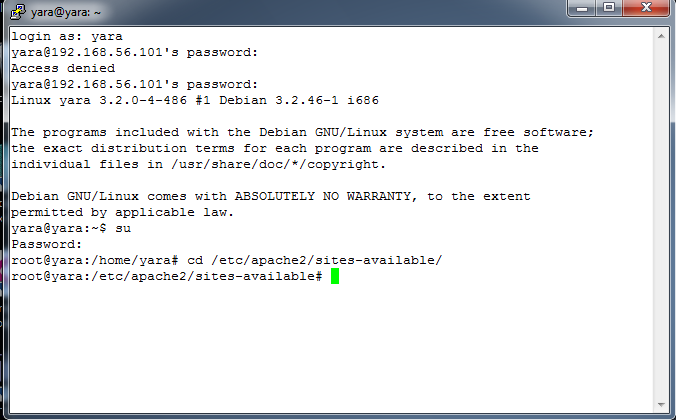 yara@yara: ~
login as: yara
yara@192.168.56.101's password:
Access denied
yara@192.168.56.101's password:
Linux yara 3.2.0-4-486 #1 Debian 3.2.46-1 i686
The programs included with the Debian GNU/Linux system are free software;
the exact distribution terms for each program are described in the
individual files in /usr/share/doc/*/copyright.
Debian GNU/Linux comes with ABSOLUTELY NO WARRANTY, to the extent
permitted by applicable law.
yara@yara:~$ su
Password:
root@yara:/home/yara# cd /etc/apache2/sites-available/
root@yara:/etc/apache2/sites-available#